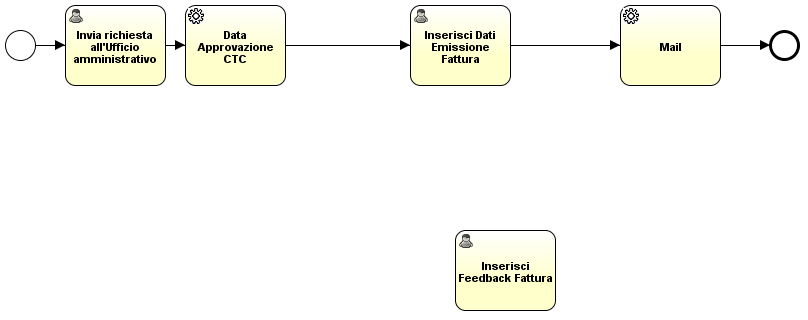 Invia richiesta
all'Ufficio
amministrativo
Data
Approvazione
CTC
Inserisci Dati
Emissione
Fattura
Mail
Inserisci
Feedback Fattura